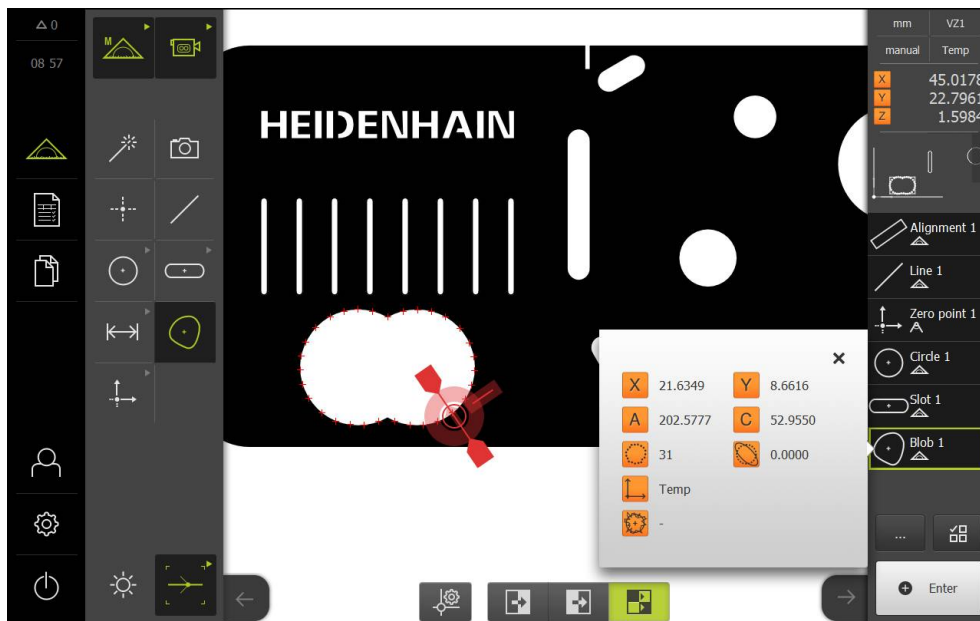 0
mm
VZ1
08 57
M
manual
Temp
X 45.0178
Y 22.7961
Z 1.5984
HEIDENHAIN
Alignment 1
Line 1
Zero point 1
Circle 1
Slot 1
Blob 1
X 21.6349
Y 8.6616
A 202.5777
C 52.9550
31
0.0000
Temp
-
...
Enter